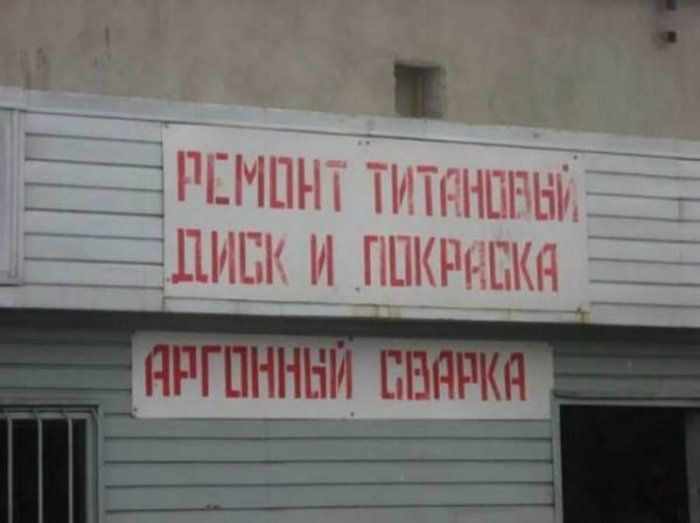 РЕМОНТ ТИТАНОВЫЙ
ДИСК И ПОКРАСКА
АРГОННЫЙ СВАРКА